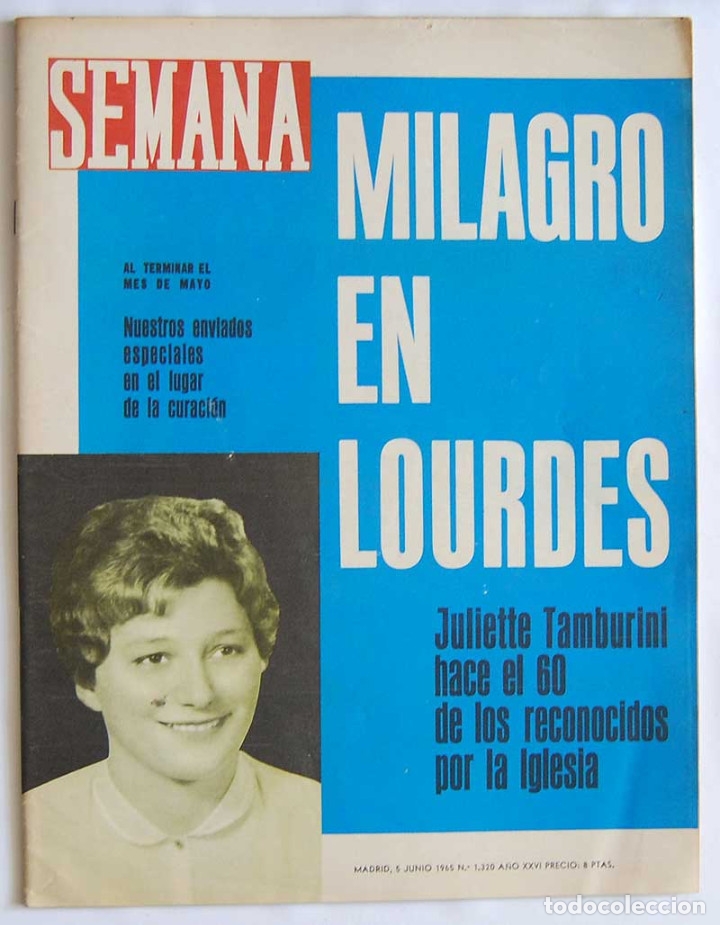 SEMANA
MILAGRO
EN
LOURDES
AL TERMINAR EL
MES DE MAYO
Nuestros enviados
especiales
en el lugar
de la curación
Juliette Tamburini
hace el 60
de los reconocidos
por la Iglesia
MADRID, 5 JUNIO 1965 N.º 1.320 AÑO XXVI PRECIO: 8 PTAS.
todocoleccion